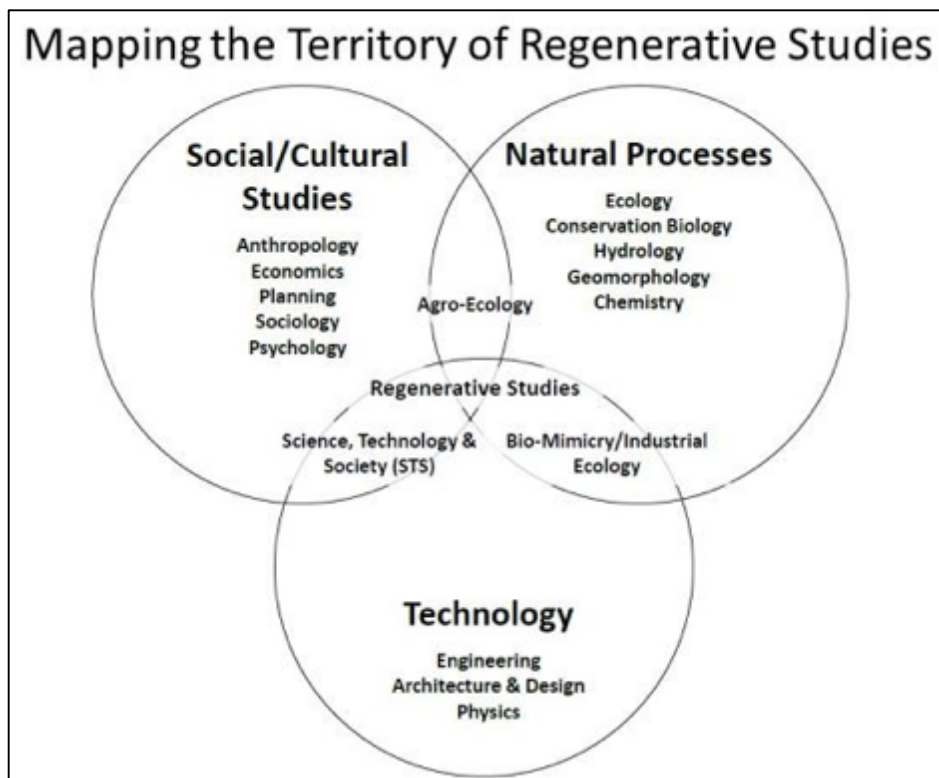 Mapping the Territory of Regenerative Studies
Social/Cultural
Studies
Anthropology
Economics
Planning
Sociology
Psychology
Natural Processes
Ecology
Conservation Biology
Hydrology
Geomorphology
Chemistry
Agro-Ecology
Regenerative Studies
Science, Technology &
Society (STS)
Bio-Mimicry/Industrial
Ecology
Technology
Engineering
Architecture & Design
Physics